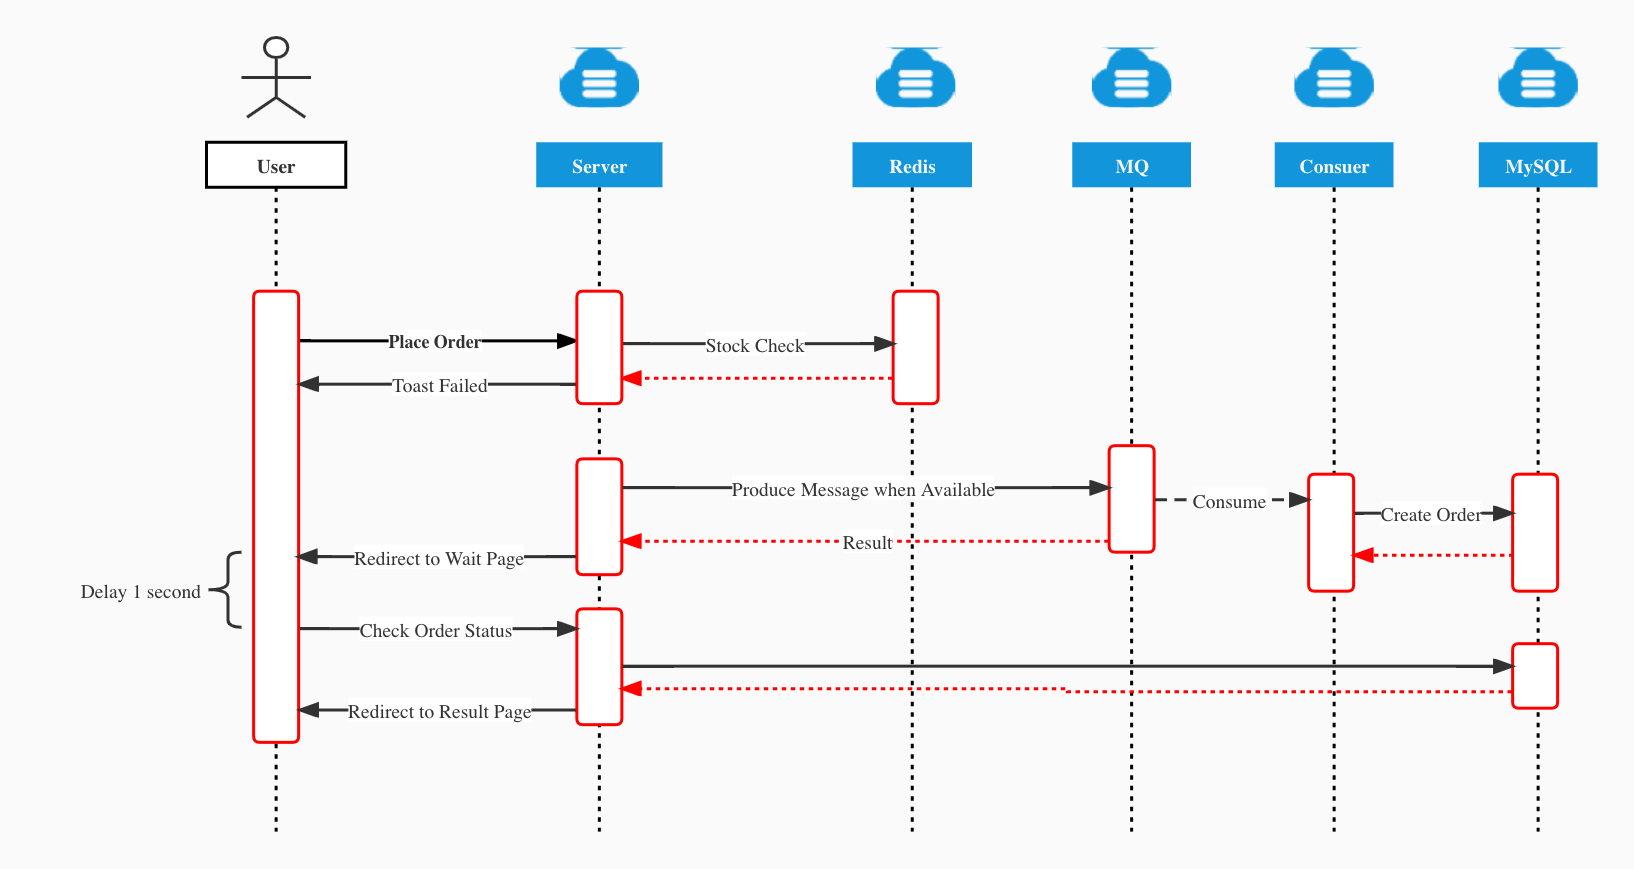 User
Server
Redis
MQ
Consuer
MySQL
Place Order
Stock Check
Toast Failed
Produce Message when Available
Consume
Create Order
Result
Redirect to Wait Page
Delay 1 second
Check Order Status
Redirect to Result Page